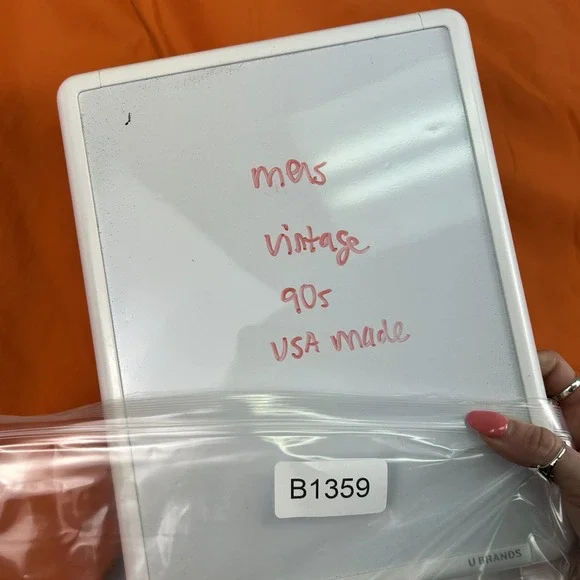 mens
vintage
90s
USA made
B1359
U BRANDS